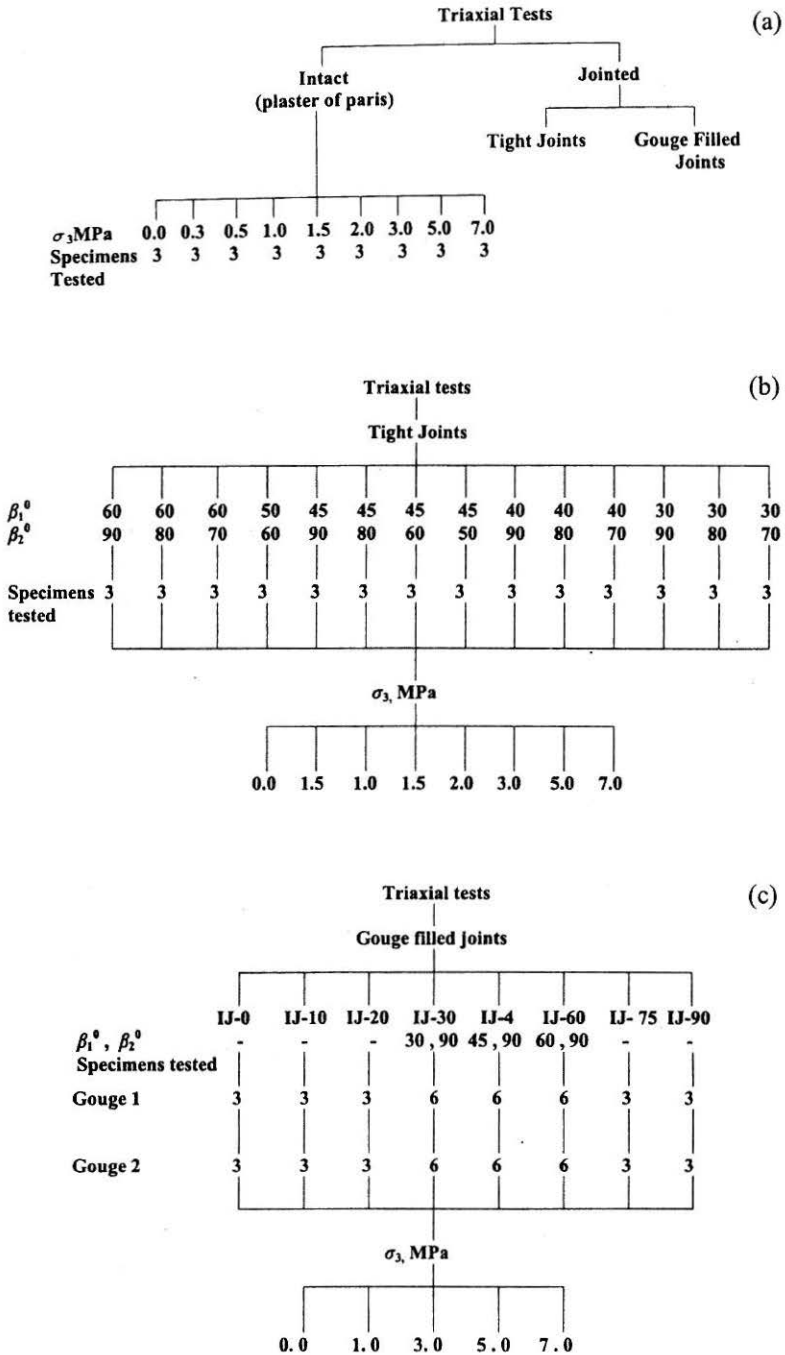 Triaxial Tests
(a)
Intact
(plaster of paris)
Jointed
Tight Joints
Gouge Filled
Joints
σ₃MPa 0.0 0.3 0.5 1.0 1.5 2.0 3.0 5.0 7.0
Specimens 3 3 3 3 3 3 3 3 3
Tested
Triaxial tests
(b)
Tight Joints
β₁⁰ 60 60 60 50 45 45 45 45 40 40 40 30 30 30
β₂⁰ 90 80 70 60 90 80 60 50 90 80 70 90 80 70
Specimens 3 3 3 3 3 3 3 3 3 3 3 3 3 3
tested
σ₃, MPa
0.0 1.5 1.0 1.5 2.0 3.0 5.0 7.0
Triaxial tests
(c)
Gouge filled joints
IJ-0 IJ-10 IJ-20 IJ-30 IJ-4 IJ-60 IJ- 75 IJ-90
β₁⁰ , β₂⁰ - - - 30 , 90 45 , 90 60 , 90 - -
Specimens tested
Gouge 1 3 3 3 6 6 6 3 3
Gouge 2 3 3 3 6 6 6 3 3
σ₃, MPa
0.0 1.0 3.0 5.0 7.0